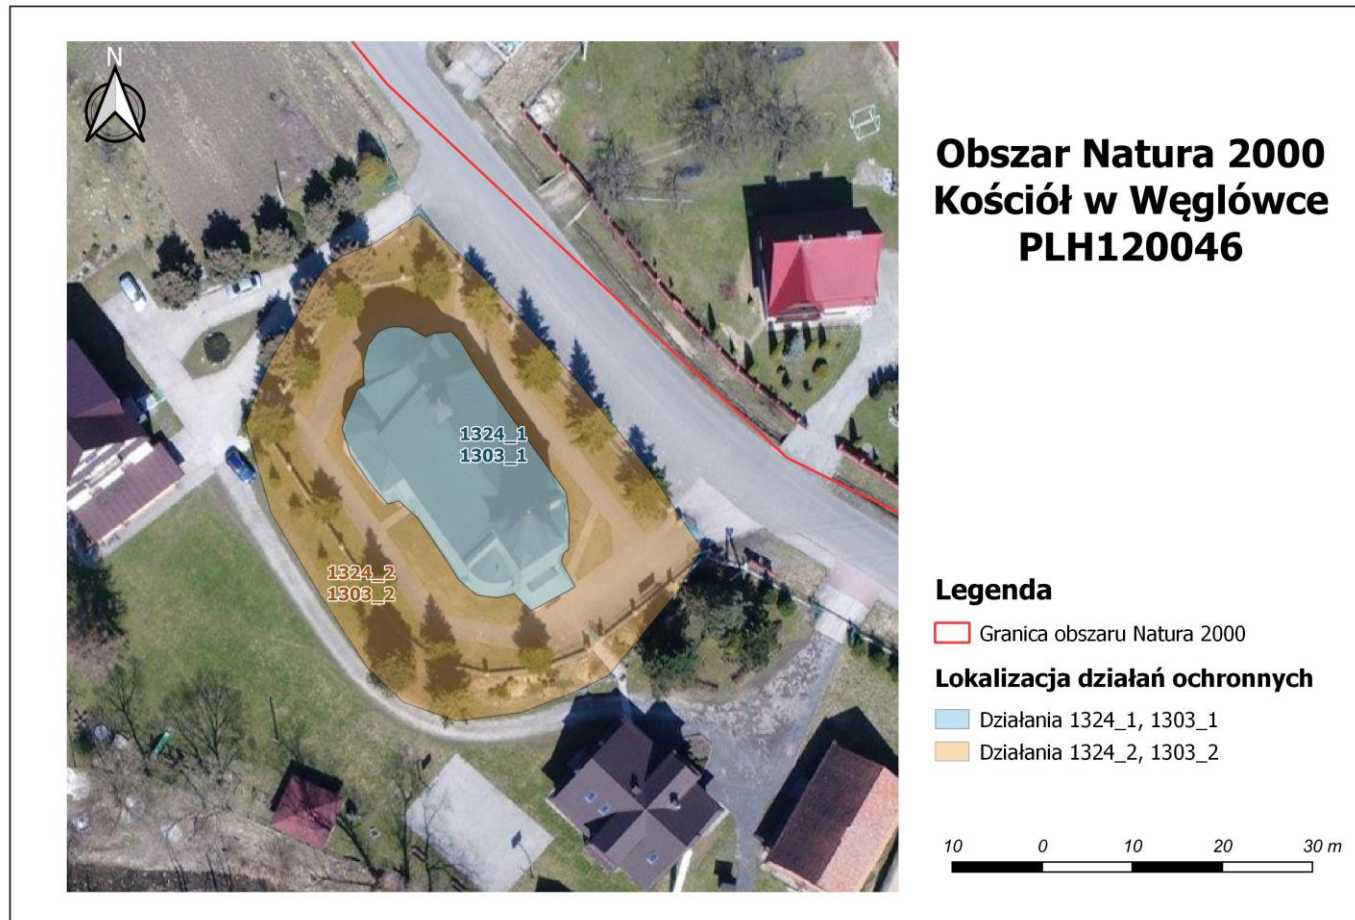 N
Obszar Natura 2000
Kościół w Węglówce
PLH120046
1324_1
1303_1
1324_2
1303_2
Legenda
Granica obszaru Natura 2000
Lokalizacja działań ochronnych
Działania 1324_1, 1303_1
Działania 1324_2, 1303_2
10 0 10 20 30 m